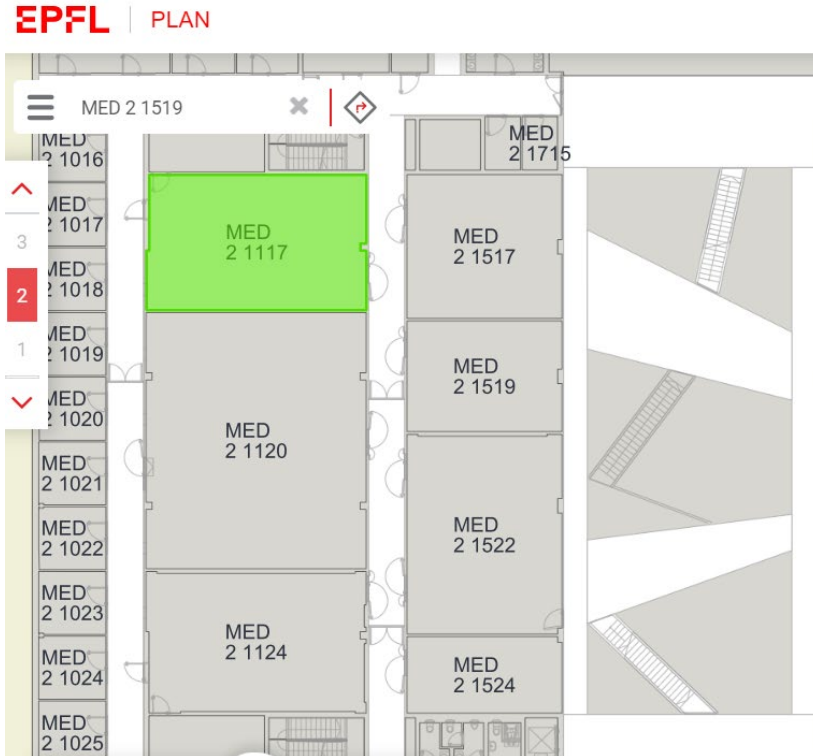 EPFL PLAN
MED 2 1519
MED
2 1715
MED
2 1016
MED
2 1017
MED
2 1018
MED
2 1019
MED
2 1020
MED
2 1021
MED
2 1022
MED
2 1023
MED
2 1024
MED
2 1025
3
2
1
MED
2 1117
MED
2 1120
MED
2 1124
MED
2 1517
MED
2 1519
MED
2 1522
MED
2 1524